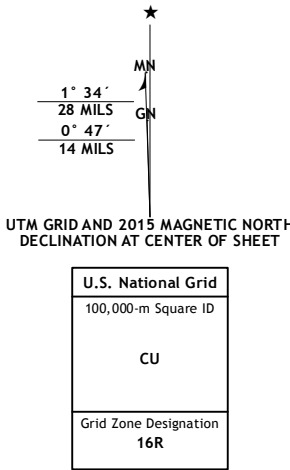 MN
1° 34´
28 MILS
GN
0° 47´
14 MILS
UTM GRID AND 2015 MAGNETIC NORTH
DECLINATION AT CENTER OF SHEET
U.S. National Grid
100,000-m Square ID
CU
Grid Zone Designation
16R